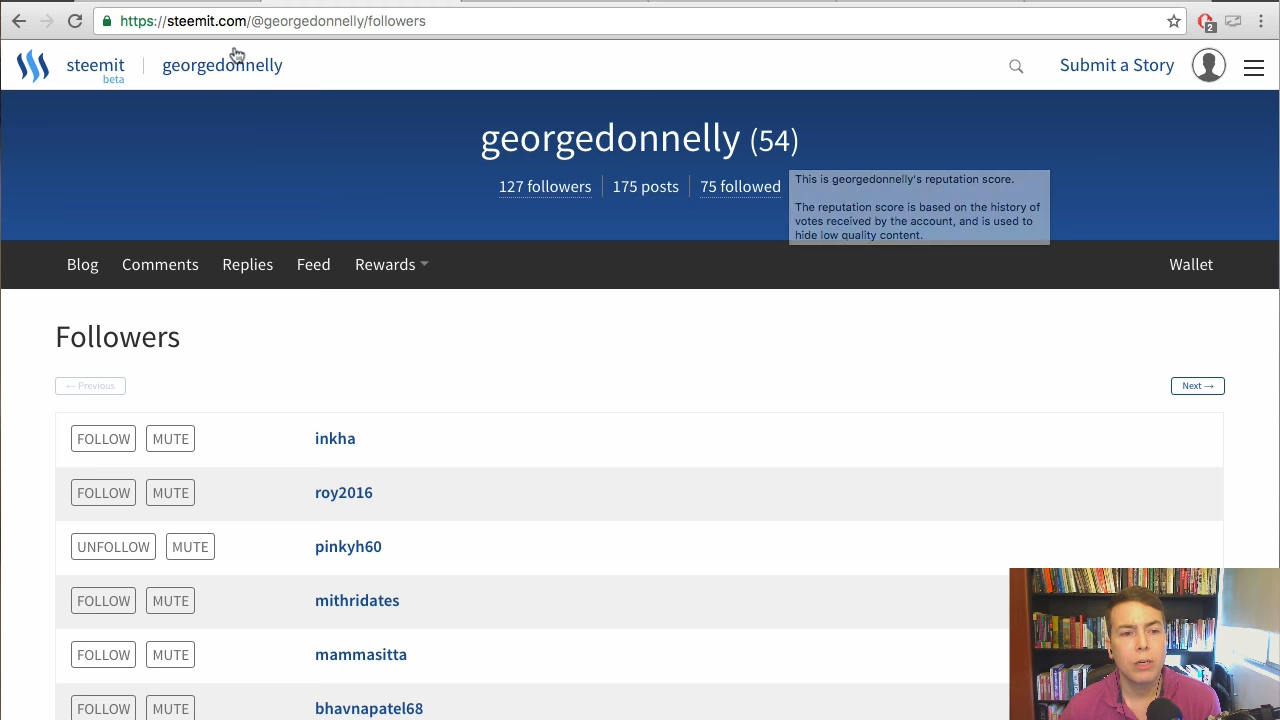 https://steemit.com/@georgedonnelly/followers
2
steemit
beta
georgedonnelly
Submit a Story
georgedonnelly (54)
127 followers
175 posts
75 followed
This is georgedonnelly's reputation score.
The reputation score is based on the history of
votes received by the account, and is used to
hide low quality content.
Blog
Comments
Replies
Feed
Rewards
Wallet
Followers
← Previous
Next →
FOLLOW MUTE inkha
FOLLOW MUTE roy2016
UNFOLLOW MUTE pinkyh60
FOLLOW MUTE mithridates
FOLLOW MUTE mammasitta
FOLLOW MUTE bhavnapatel68